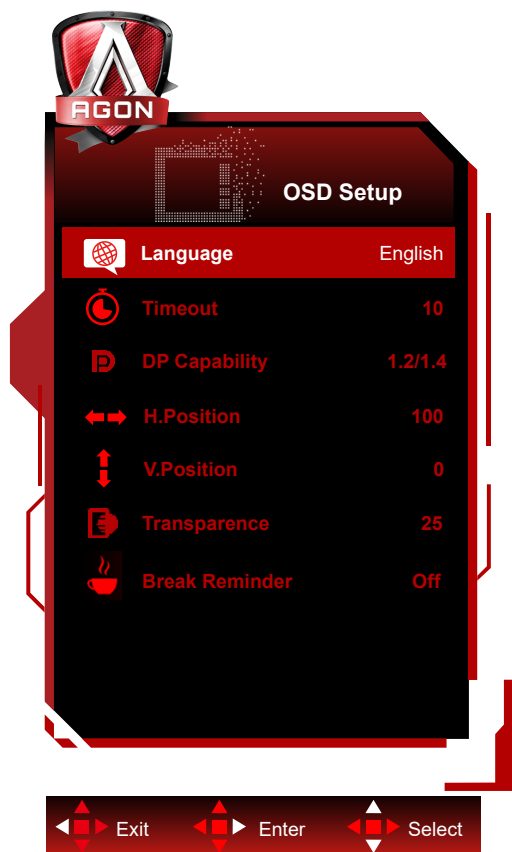 AGON
OSD Setup
Language English
Timeout 10
DP Capability 1.2/1.4
H.Position 100
V.Position 0
Transparence 25
Break Reminder Off
Exit Enter Select